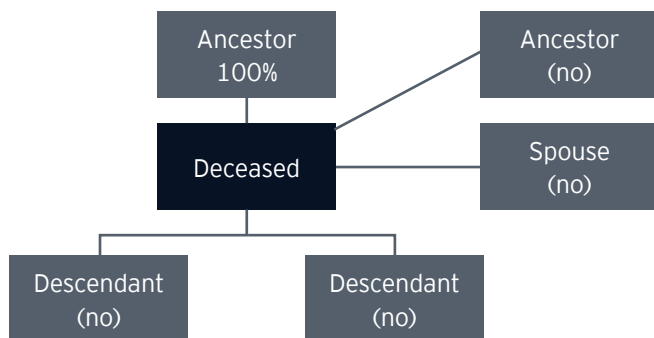 Ancestor
100%
Ancestor
(no)
Deceased
Spouse
(no)
Descendant
(no)
Descendant
(no)